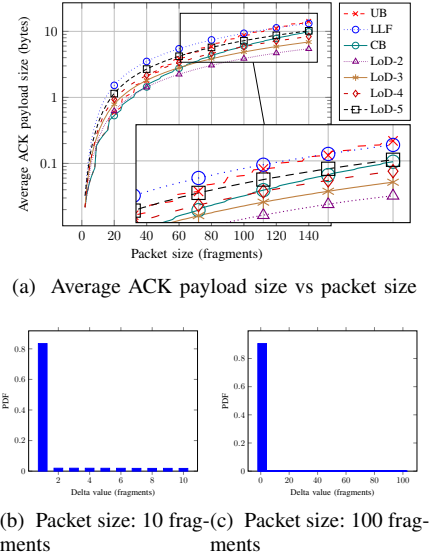 Average ACK payload size (bytes)
10
1
0.1
0 20 40 60 80 100 120 140
Packet size (fragments)
UB
LLF
CB
LoD-2
LoD-3
LoD-4
LoD-5
(a) Average ACK payload size vs packet size
PDF
0.8
0.6
0.4
0.2
0
2 4 6 8 10
Delta value (fragments)
PDF
0.8
0.6
0.4
0.2
0
0 20 40 60 80 100
Delta value (fragments)
(b) Packet size: 10 frag-
ments
(c) Packet size: 100 frag-
ments